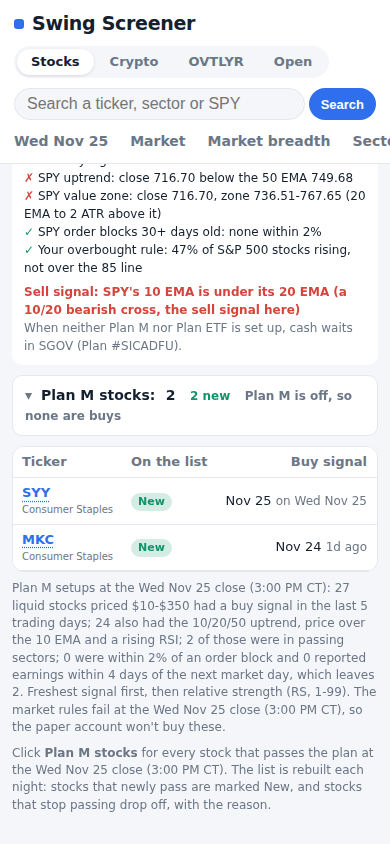 Swing Screener
Stocks Crypto OVTLYR Open
Search a ticker, sector or SPY Search
Wed Nov 25 Market Market breadth Secto
✗ SPY uptrend: close 716.70 below the 50 EMA 749.68
✗ SPY value zone: close 716.70, zone 736.51-767.65 (20
EMA to 2 ATR above it)
✓ SPY order blocks 30+ days old: none within 2%
✓ Your overbought rule: 47% of S&P 500 stocks rising,
not over the 85 line
Sell signal: SPY's 10 EMA is under its 20 EMA (a
10/20 bearish cross, the sell signal here)
When neither Plan M nor Plan ETF is set up, cash waits
in SGOV (Plan #SICADFU).
▾ Plan M stocks: 2 2 new Plan M is off, so
none are buys
Ticker On the list Buy signal
SYY New Nov 25 on Wed Nov 25
Consumer Staples
MKC New Nov 24 1d ago
Consumer Staples
Plan M setups at the Wed Nov 25 close (3:00 PM CT): 27
liquid stocks priced $10-$350 had a buy signal in the last 5
trading days; 24 also had the 10/20/50 uptrend, price over
the 10 EMA and a rising RSI; 2 of those were in passing
sectors; 0 were within 2% of an order block and 0 reported
earnings within 4 days of the next market day, which leaves
2. Freshest signal first, then relative strength (RS, 1-99). The
market rules fail at the Wed Nov 25 close (3:00 PM CT), so
the paper account won't buy these.
Click Plan M stocks for every stock that passes the plan at
the Wed Nov 25 close (3:00 PM CT). The list is rebuilt each
night: stocks that newly pass are marked New, and stocks
that stop passing drop off, with the reason.